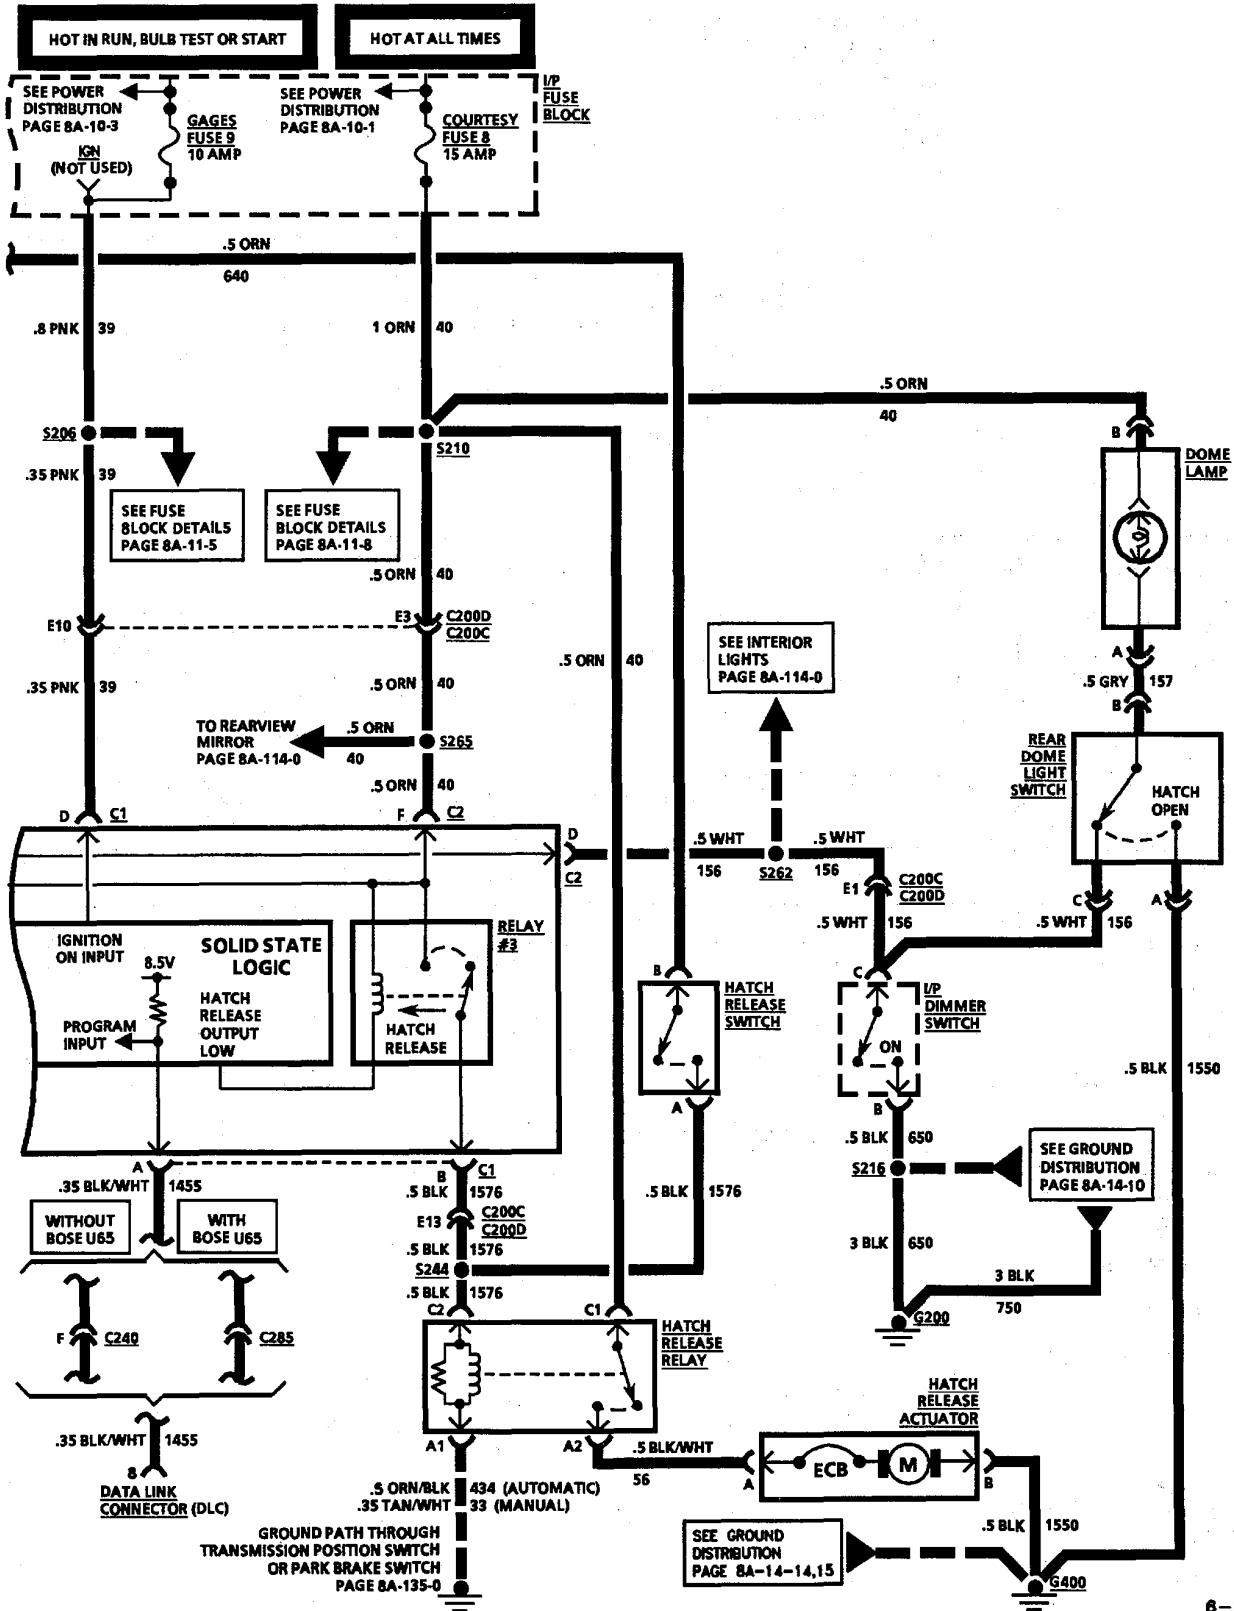 HOT IN RUN, BULB TEST OR START
HOT AT ALL TIMES
SEE POWER
DISTRIBUTION
PAGE 8A-10-3
IGN
(NOT USED)
GAGES
FUSE 9
10 AMP
SEE POWER
DISTRIBUTION
PAGE 8A-10-1
COURTESY
FUSE 8
15 AMP
I/P
FUSE
BLOCK
.5 ORN
640
.8 PNK
39
1 ORN
40
.5 ORN
40
S206
S210
B
DOME
LAMP
.35 PNK
39
SEE FUSE
BLOCK DETAILS
PAGE 8A-11-5
SEE FUSE
BLOCK DETAILS
PAGE 8A-11-8
.5 ORN
40
E10
E3
C200D
C200C
.5 ORN
40
SEE INTERIOR
LIGHTS
PAGE 8A-114-0
A
.5 GRY
157
B
.35 PNK
39
.5 ORN
40
TO REARVIEW
MIRROR
PAGE 8A-114-0
.5 ORN
40
S265
.5 ORN
40
REAR
DOME
LIGHT
SWITCH
HATCH
OPEN
D
C1
F
C2
D
C2
.5 WHT
156
S262
.5 WHT
156
E1
C200C
C200D
C
A
.5 WHT
156
.5 WHT
156
IGNITION
ON INPUT
SOLID STATE
LOGIC
8.5V
HATCH
RELEASE
OUTPUT
LOW
PROGRAM
INPUT
RELAY
#3
HATCH
RELEASE
B
HATCH
RELEASE
SWITCH
A
C
I/P
DIMMER
SWITCH
ON
B
.5 BLK
1550
.5 BLK
650
S216
SEE GROUND
DISTRIBUTION
PAGE 8A-14-10
A
.35 BLK/WHT
1455
B
C1
.5 BLK
1576
.5 BLK
1576
WITHOUT
BOSE U65
WITH
BOSE U65
E13
C200C
C200D
.5 BLK
1576
S244
.5 BLK
1576
3 BLK
650
3 BLK
750
G200
C2
C1
HATCH
RELEASE
RELAY
F
C240
C285
.35 BLK/WHT
1455
8
DATA LINK
CONNECTOR (DLC)
A1
A2
.5 BLK/WHT
56
HATCH
RELEASE
ACTUATOR
A
ECB
M
B
.5 ORN/BLK
434 (AUTOMATIC)
.35 TAN/WHT
33 (MANUAL)
GROUND PATH THROUGH
TRANSMISSION POSITION SWITCH
OR PARK BRAKE SWITCH
PAGE 8A-135-0
.5 BLK
1550
SEE GROUND
DISTRIBUTION
PAGE 8A-14-14,15
G400